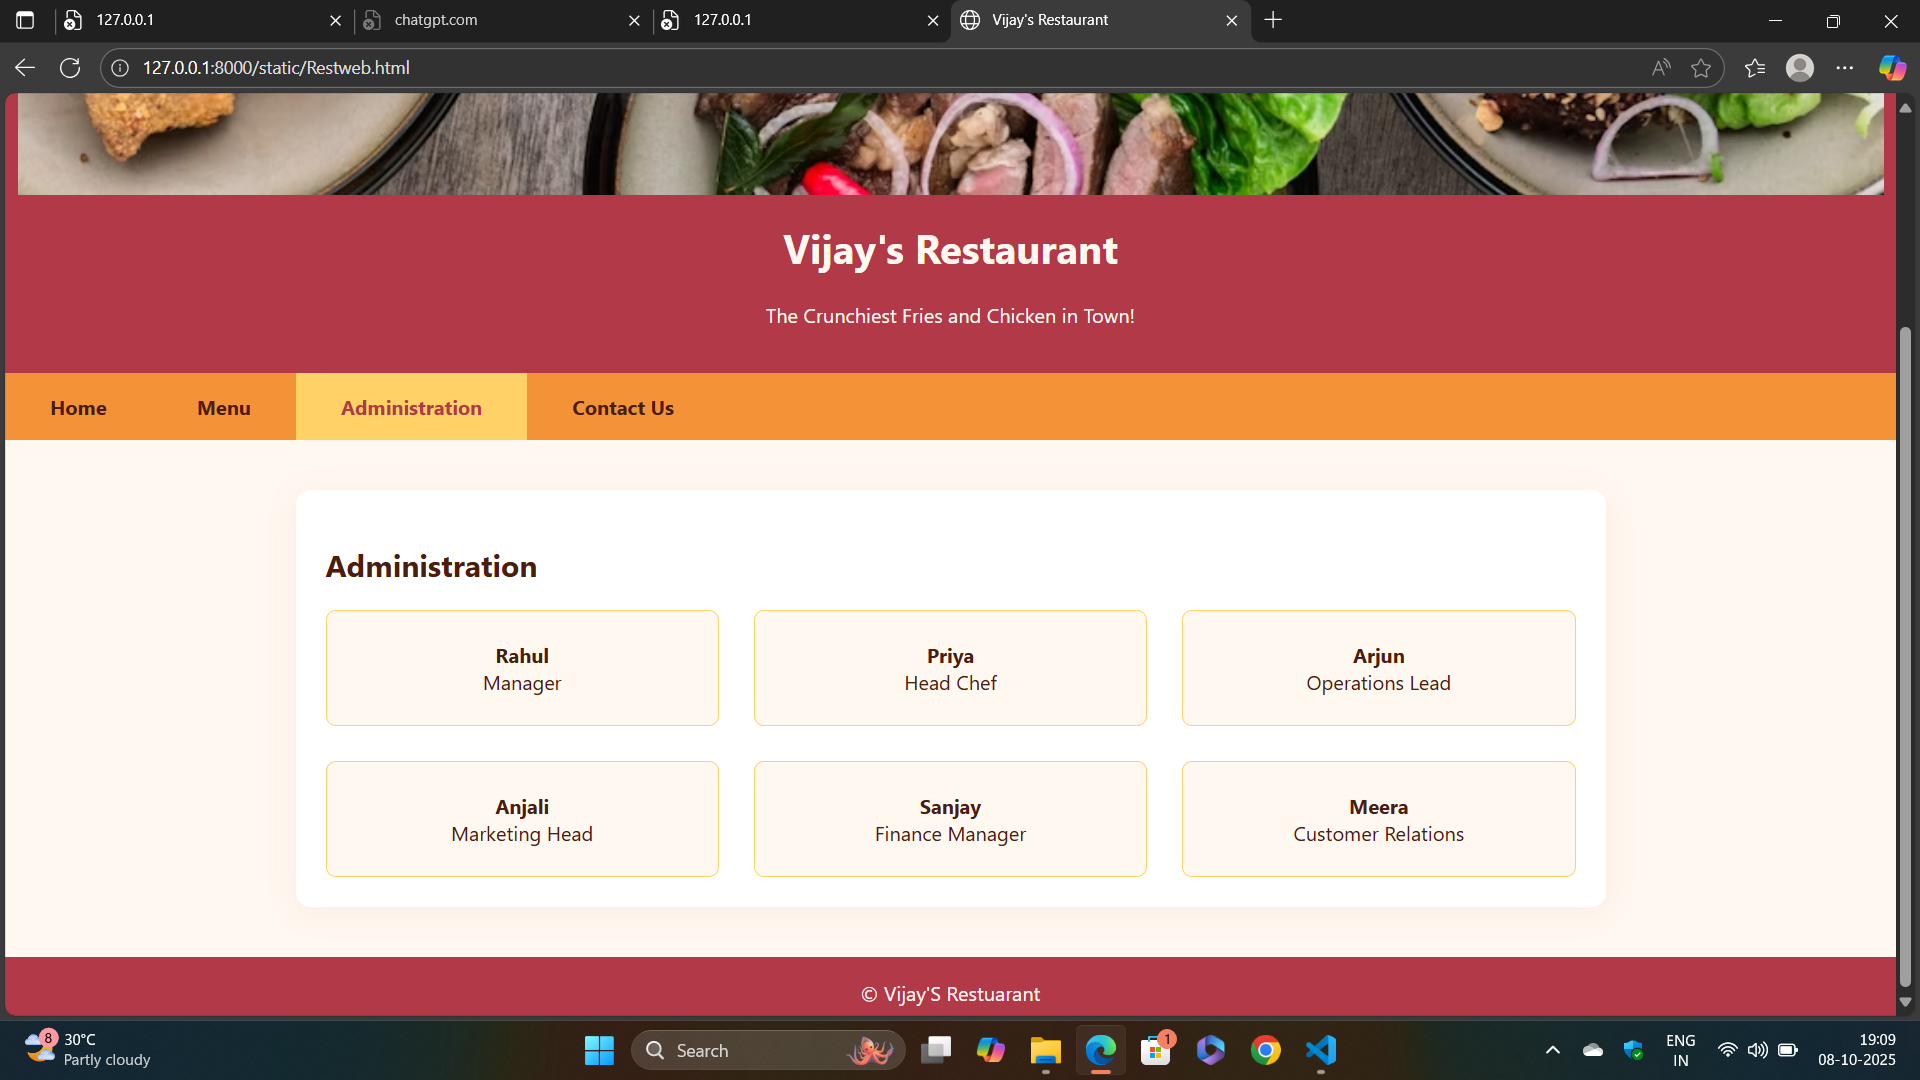 127.0.0.1
chatgpt.com
127.0.0.1
Vijay's Restaurant
127.0.0.1:8000/static/Restweb.html
Vijay's Restaurant
The Crunchiest Fries and Chicken in Town!
Home Menu Administration Contact Us
Administration
Rahul
Manager
Priya
Head Chef
Arjun
Operations Lead
Anjali
Marketing Head
Sanjay
Finance Manager
Meera
Customer Relations
© Vijay'S Restuarant
8
30°C
Partly cloudy
Search
1
ENG
IN
19:09
08-10-2025